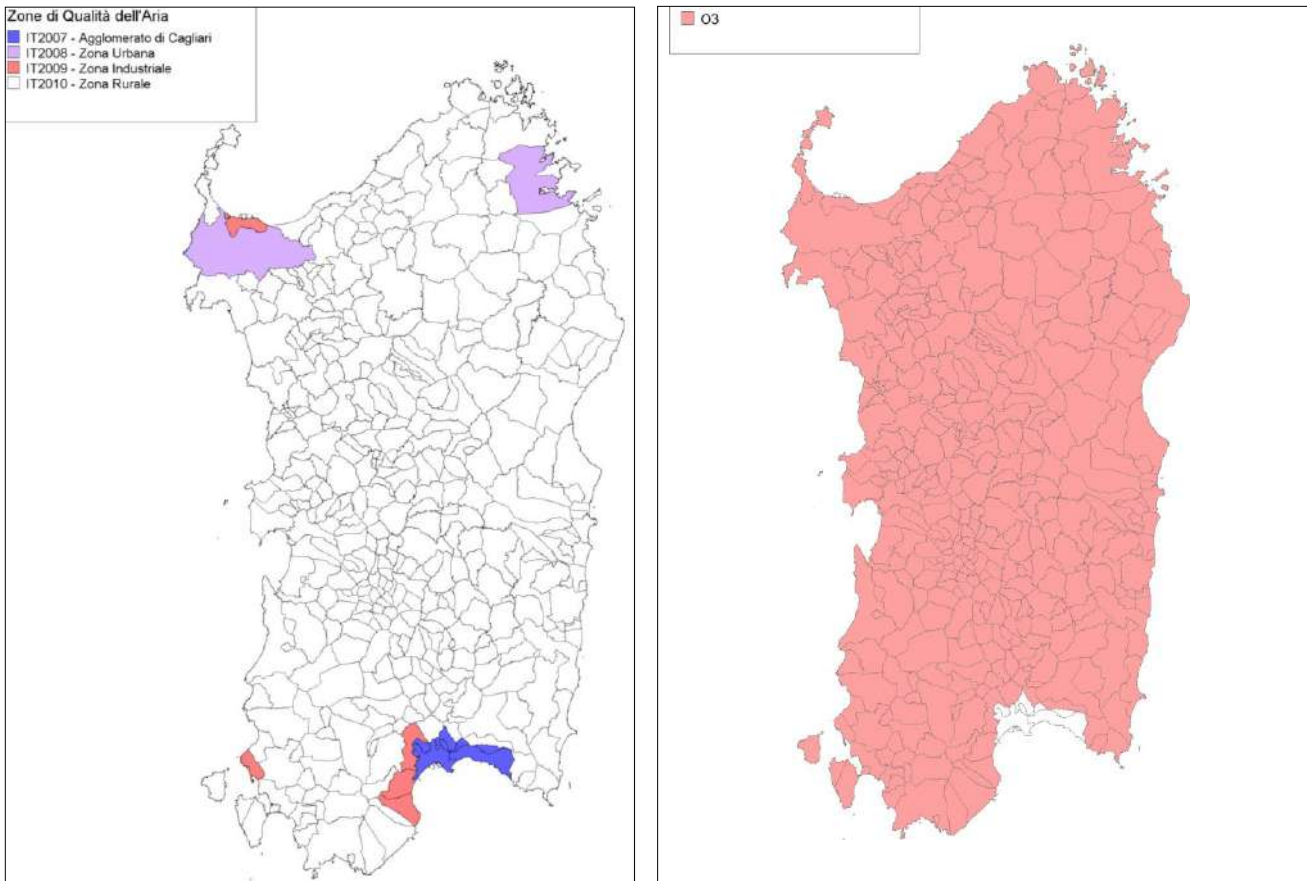 Zone di Qualità dell'Aria
IT2007 - Agglomerato di Cagliari
IT2008 - Zona Urbana
IT2009 - Zona Industriale
IT2010 - Zona Rurale
O3